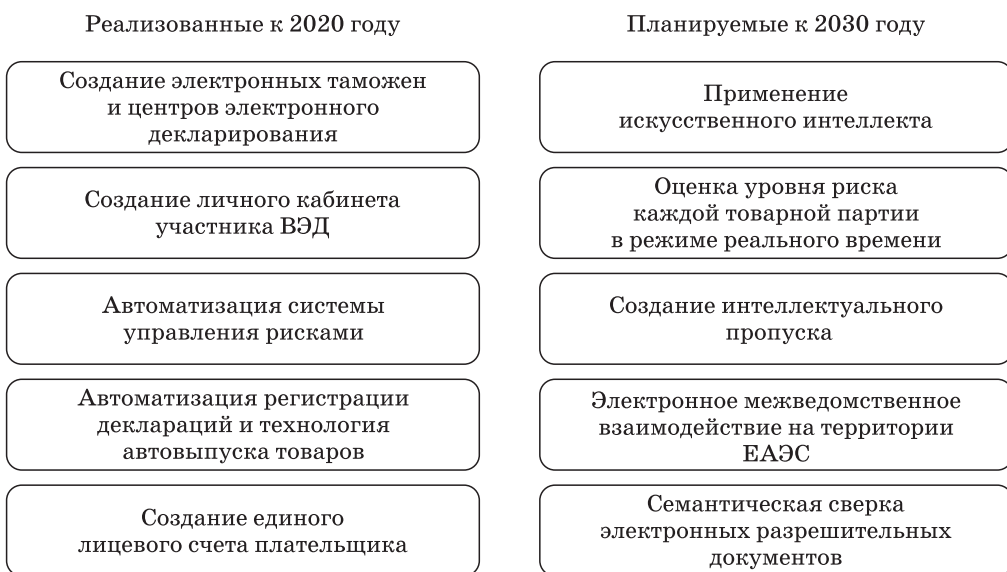 Реализованные к 2020 году
Создание электронных таможен
и центров электронного
декларирования
Создание личного кабинета
участника ВЭД
Автоматизация системы
управления рисками
Автоматизация регистрации
деклараций и технология
автовыпуска товаров
Создание единого
лицевого счета плательщика
Планируемые к 2030 году
Применение
искусственного интеллекта
Оценка уровня риска
каждой товарной партии
в режиме реального времени
Создание интеллектуального
пропуска
Электронное межведомственное
взаимодействие на территории
ЕАЭС
Семантическая сверка
электронных разрешительных
документов